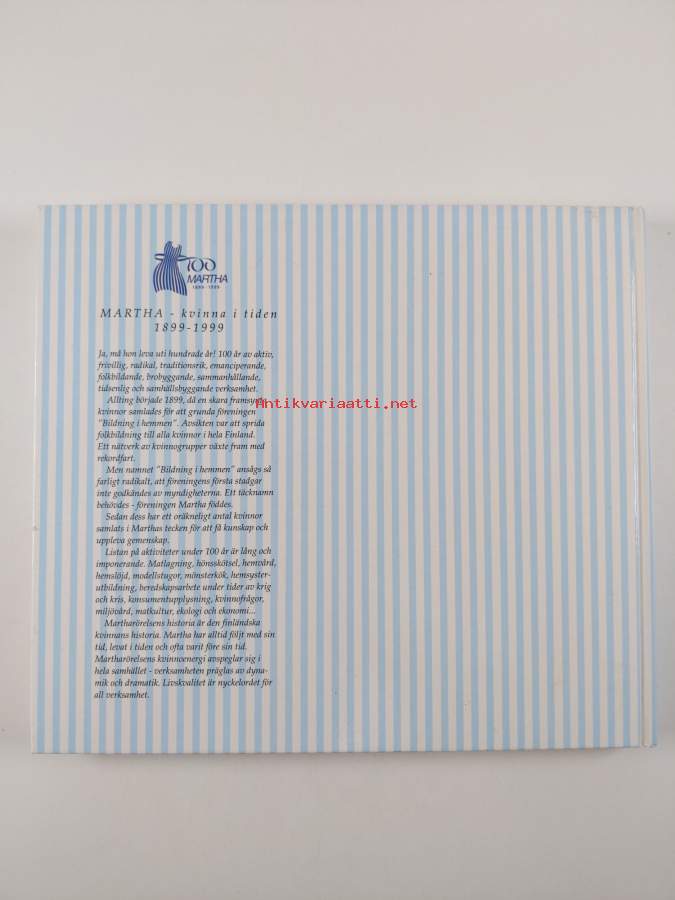 100
MARTHA
1899-1999
MARTHA - kvinna i tiden
1899-1999
Ja, må hon leva uti hundrade år! 100 år av aktiv,
frivillig, radikal, traditionsrik, emanciperande,
folkbildande, brobyggande, sammanhållande,
tidsenlig och samhällsbyggande verksamhet.
Allting började 1899, då en skara framsynta
kvinnor samlades för att grunda föreningen
"Bildning i hemmen". Avsikten var att sprida
folkbildning till alla kvinnor i hela Finland.
Ett nätverk av kvinnogrupper växte fram med
rekordfart.
Men namnet "Bildning i hemmen" ansågs så
farligt radikalt, att föreningens första stadgar
inte godkändes av myndigheterna. Ett täcknamn
behövdes - föreningen Martha föddes.
Sedan dess har ett oräkneligt antal kvinnor
samlats i Marthas tecken för att få kunskap och
uppleva gemenskap.
Listan på aktiviteter under 100 år är lång och
imponerande. Matlagning, hönsskötsel, hemvård,
hemslöjd, modellstugor, mönsterkök, hemsyster-
utbildning, beredskapsarbete under tider av krig
och kris, konsumentupplysning, kvinnofrågor,
miljövård, matkultur, ekologi och ekonomi...
Martharörelsens historia är den finländska
kvinnans historia. Martha har alltid följt med sin
tid, levat i tiden och ofta varit före sin tid.
Martharörelsens kvinnoenergi avspeglar sig i
hela samhället - verksamheten präglas av dyna-
mik och dramatik. Livskvalitet är nyckelordet för
all verksamhet.
Antikvariaatti.net